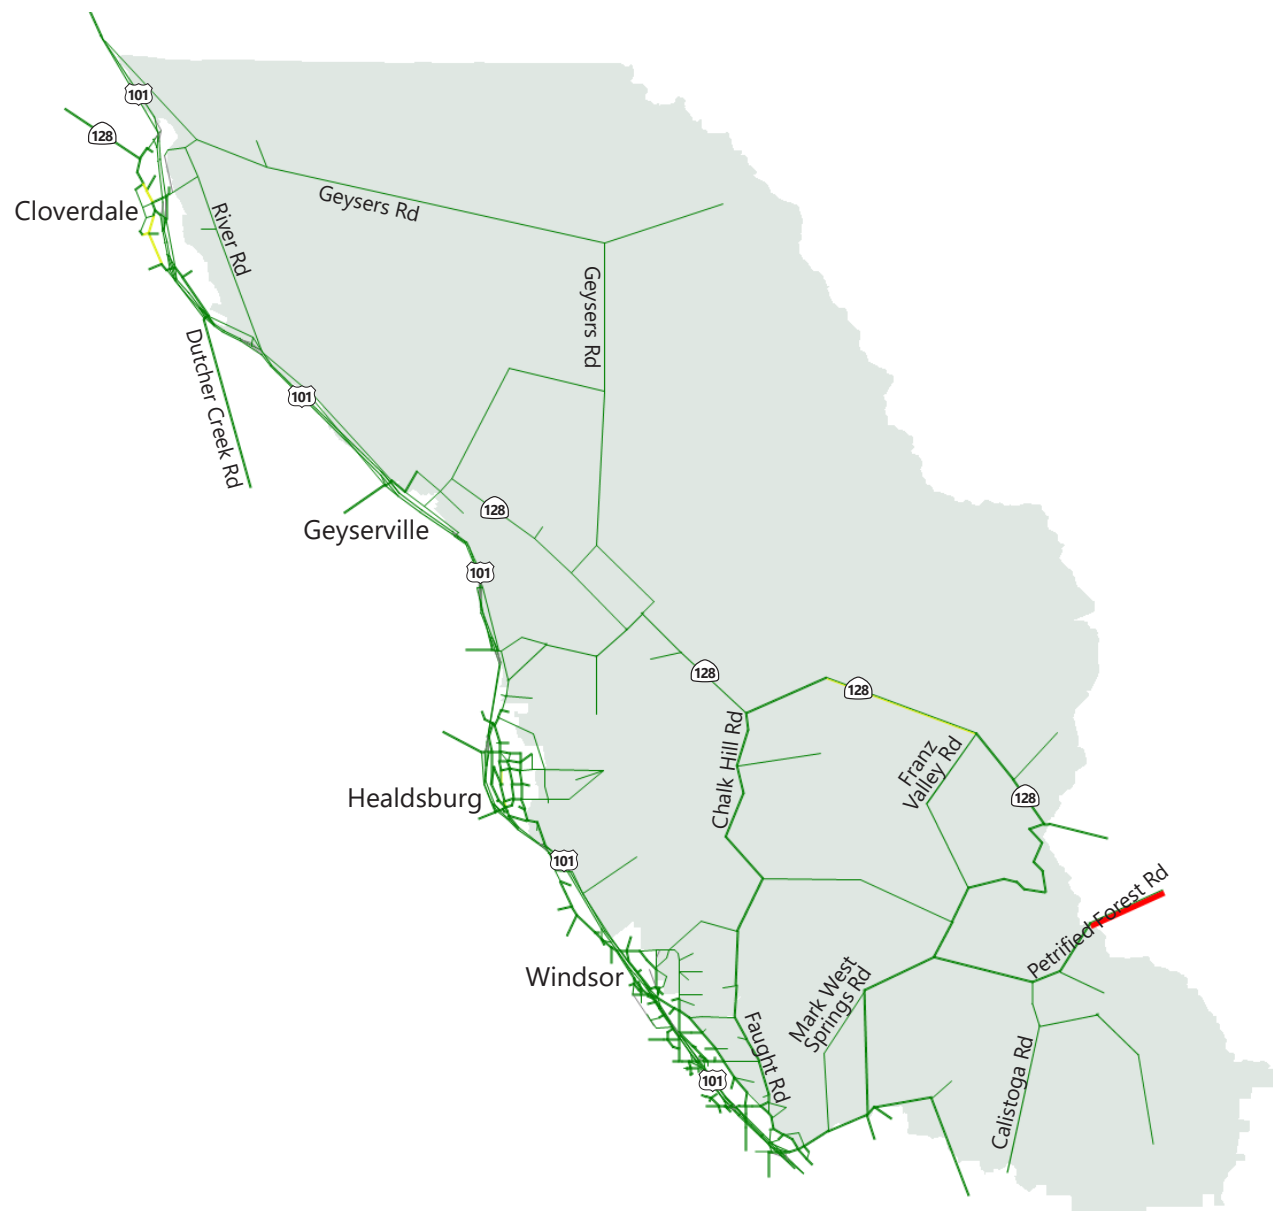 101
128
Cloverdale
Geysers Rd
River Rd
Geysers Rd
Dutcher Creek Rd
101
128
Geyserville
101
128
128
Chalk Hill Rd
Franz
Valley Rd
128
Healdsburg
101
Petrified Forest Rd
Windsor
Mark West
Springs Rd
Faught Rd
101
Calistoga Rd